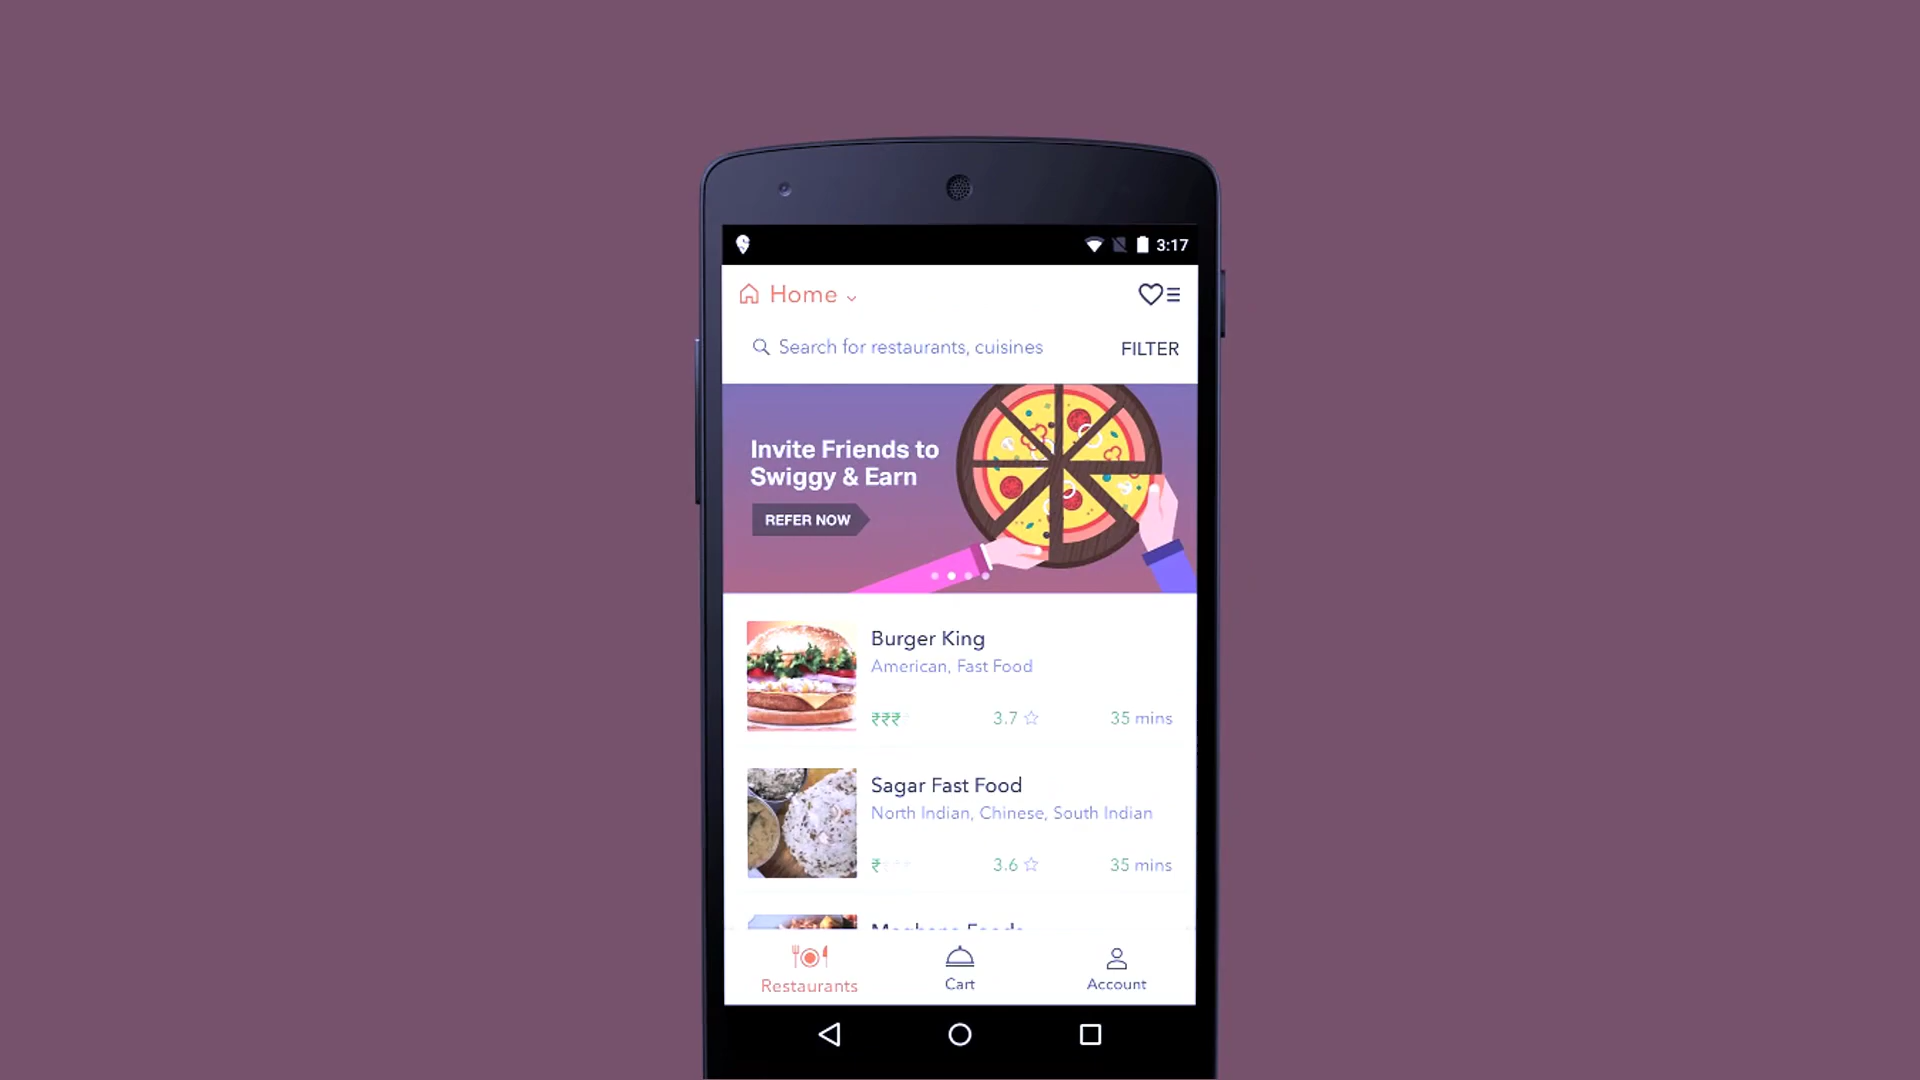 3:17
Home
Search for restaurants, cuisines
FILTER
Invite Friends to
Swiggy & Earn
REFER NOW
Burger King
American, Fast Food
₹₹₹
3.7
35 mins
Sagar Fast Food
North Indian, Chinese, South Indian
₹
3.6
35 mins
Restaurants
Cart
Account